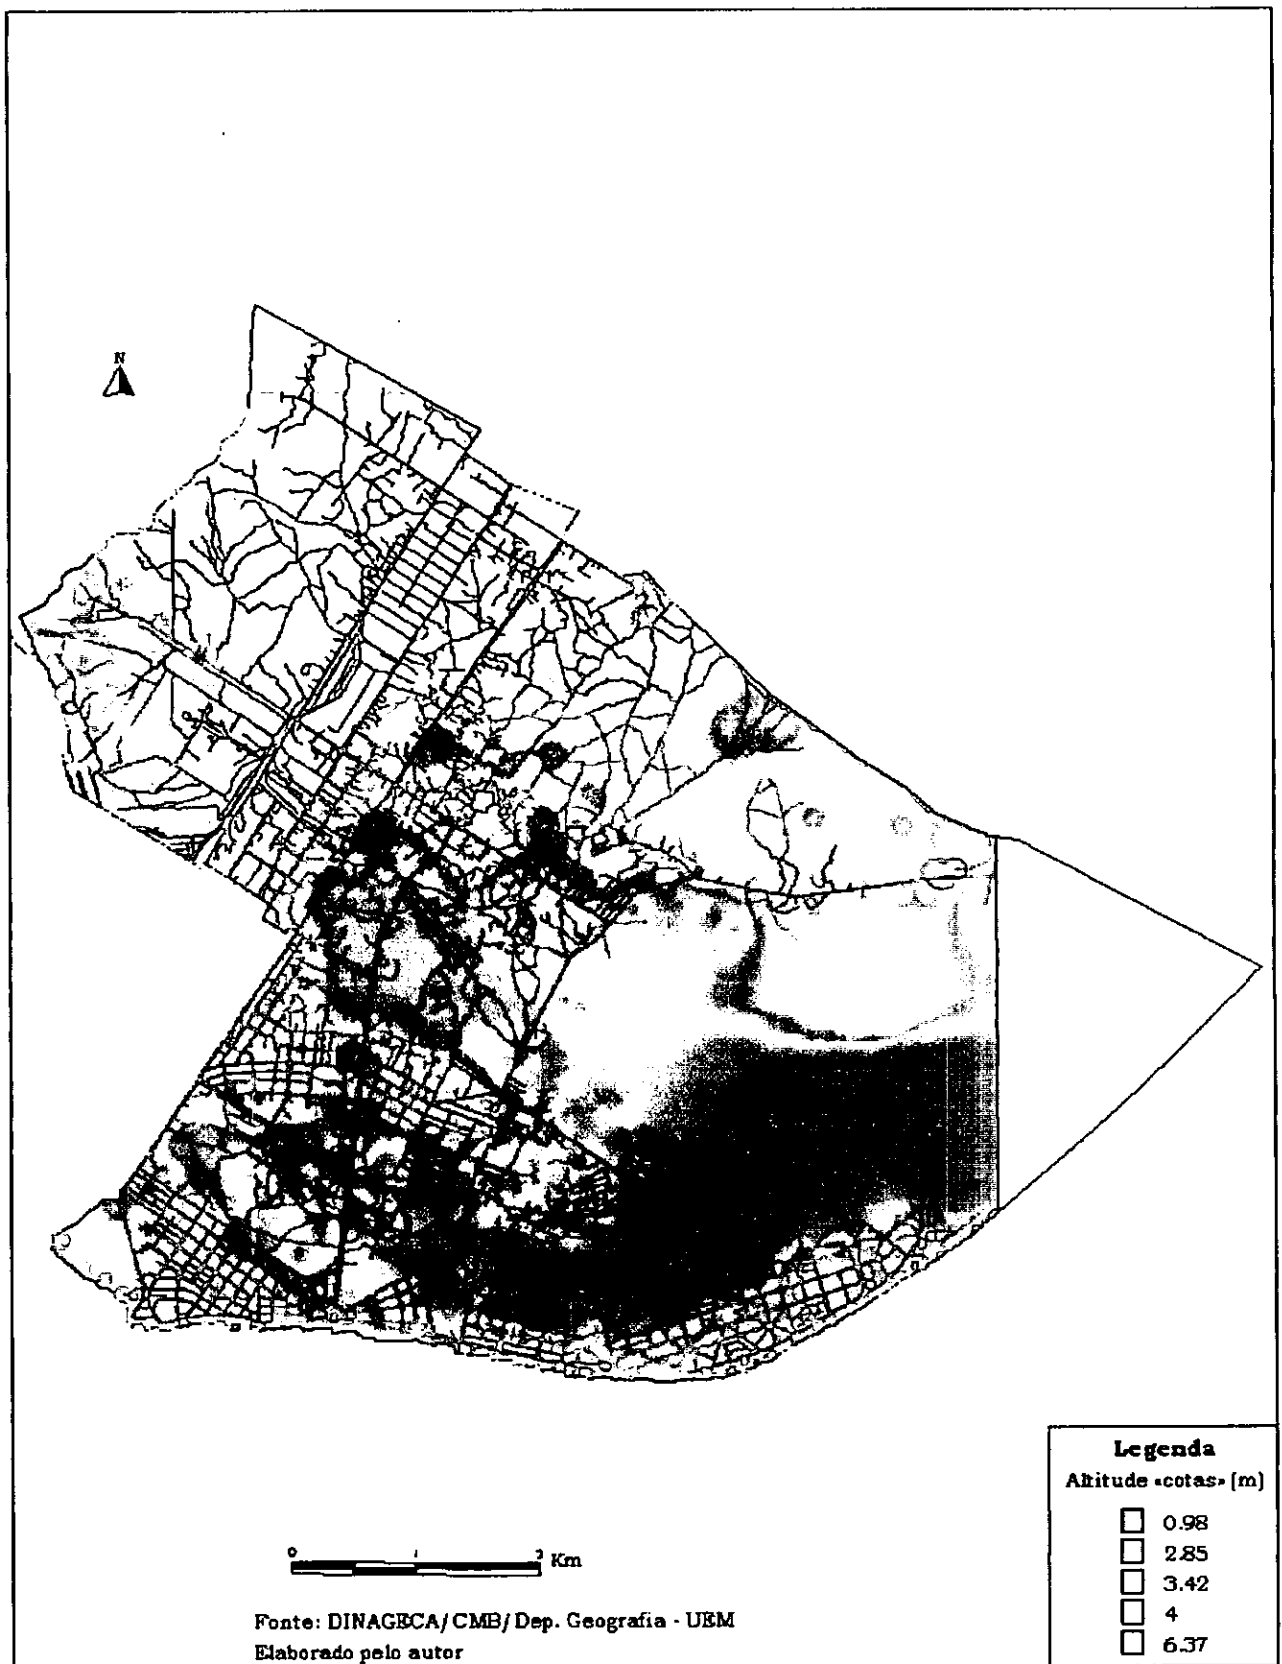 N
0 1 2 Km
Fonte: DINAGECA/CMB/Dep. Geografia - UEM
Elaborado pelo autor
Legenda
Altitude «cotas» (m)
0.98
2.85
3.42
4
6.37